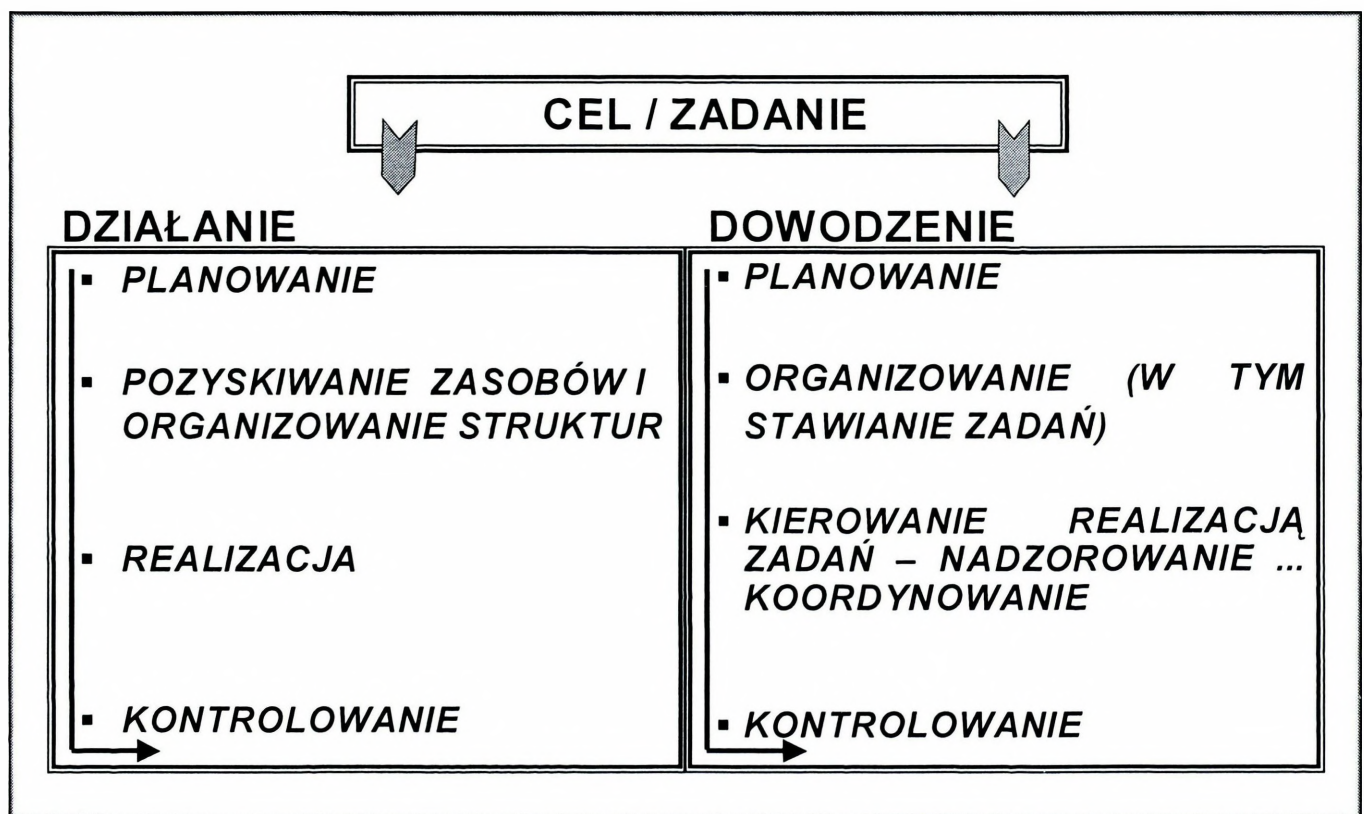 CEL / ZADANIE
DZIAŁANIE
▪ PLANOWANIE
▪ POZYSKIWANIE ZASOBÓW I
ORGANIZOWANIE STRUKTUR
▪ REALIZACJA
▪ KONTROLOWANIE
DOWODZENIE
▪ PLANOWANIE
▪ ORGANIZOWANIE (W TYM
STAWIANIE ZADAŃ)
▪ KIEROWANIE REALIZACJĄ
ZADAŃ – NADZOROWANIE ...
KOORDYNOWANIE
▪ KONTROLOWANIE